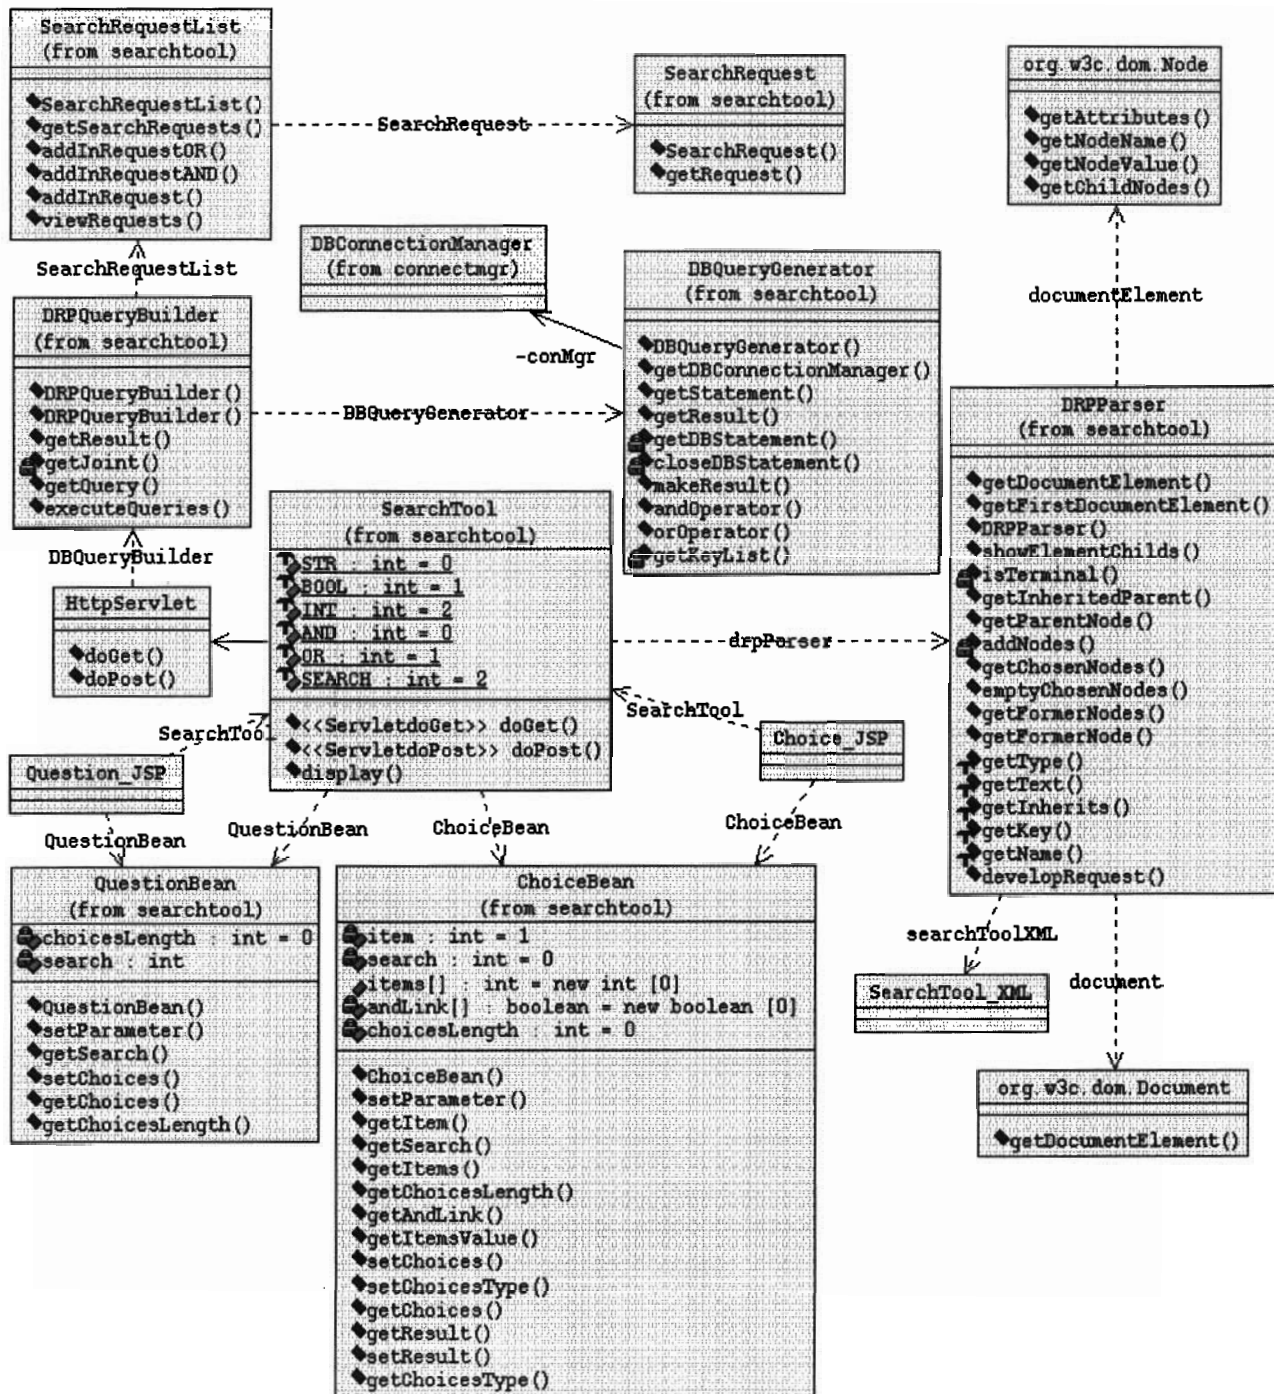 SearchRequestList
(from searchtool)
SearchRequestList()
getSearchRequests()
addInRequestOR()
addInRequestAND()
addInRequest()
viewRequests()
SearchRequest
SearchRequest
(from searchtool)
SearchRequest()
getRequest()
org.w3c.dom.Node
getAttributes()
getNodeName()
getNodeValue()
getChildNodes()
SearchRequestList
DBConnectionManager
(from connectmgr)
-conMgr
DBQueryGenerator
(from searchtool)
DBQueryGenerator()
getDBConnectionManager()
getStatement()
getResult()
getDBStatement()
closeDBStatement()
makeResult()
andOperator()
orOperator()
getKeyList()
documentElement
DRPQueryBuilder
(from searchtool)
DRPQueryBuilder()
DRPQueryBuilder()
getResult()
getJoint()
getQuery()
executeQueries()
DBQueryGenerator
DRPParser
(from searchtool)
getDocumentElement()
getFirstDocumentElement()
DRPParser()
showElementChilds()
isTerminal()
getInheritedParent()
getParentNode()
addNodes()
getChosenNodes()
emptyChosenNodes()
getFormerNodes()
getFormerNode()
getType()
getText()
getInherits()
getKey()
getName()
developRequest()
DBQueryBuilder
HttpServlet
doGet()
doPost()
SearchTool
(from searchtool)
STR : int = 0
BOOL : int = 1
INT : int = 2
AND : int = 0
OR : int = 1
SEARCH : int = 2
<<ServletdoGet>> doGet()
<<ServletdoPost>> doPost()
display()
drpParser
SearchTool
SearchTool
Question_JSP
Choice_JSP
QuestionBean
QuestionBean
ChoiceBean
ChoiceBean
QuestionBean
(from searchtool)
choicesLength : int = 0
search : int
QuestionBean()
setParameter()
getSearch()
setChoices()
getChoices()
getChoicesLength()
ChoiceBean
(from searchtool)
item : int = 1
search : int = 0
items[] : int = new int [0]
andLink[] : boolean = new boolean [0]
choicesLength : int = 0
ChoiceBean()
setParameter()
getItem()
getSearch()
getItems()
getChoicesLength()
getAndLink()
getItemsValue()
setChoices()
setChoicesType()
getChoices()
getResult()
setResult()
getChoicesType()
searchToolXML
SearchTool_XML
document
org.w3c.dom.Document
getDocumentElement()